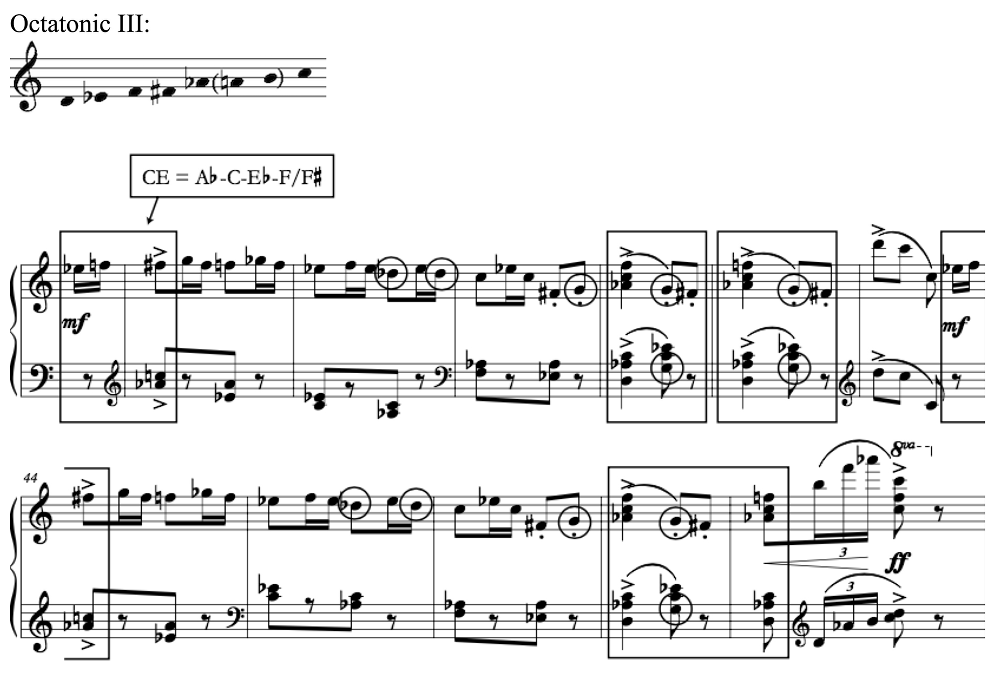 Octatonic III:
CE = A♭-C-E♭-F/F♯
mf
mf
44
8va
3
ff
3